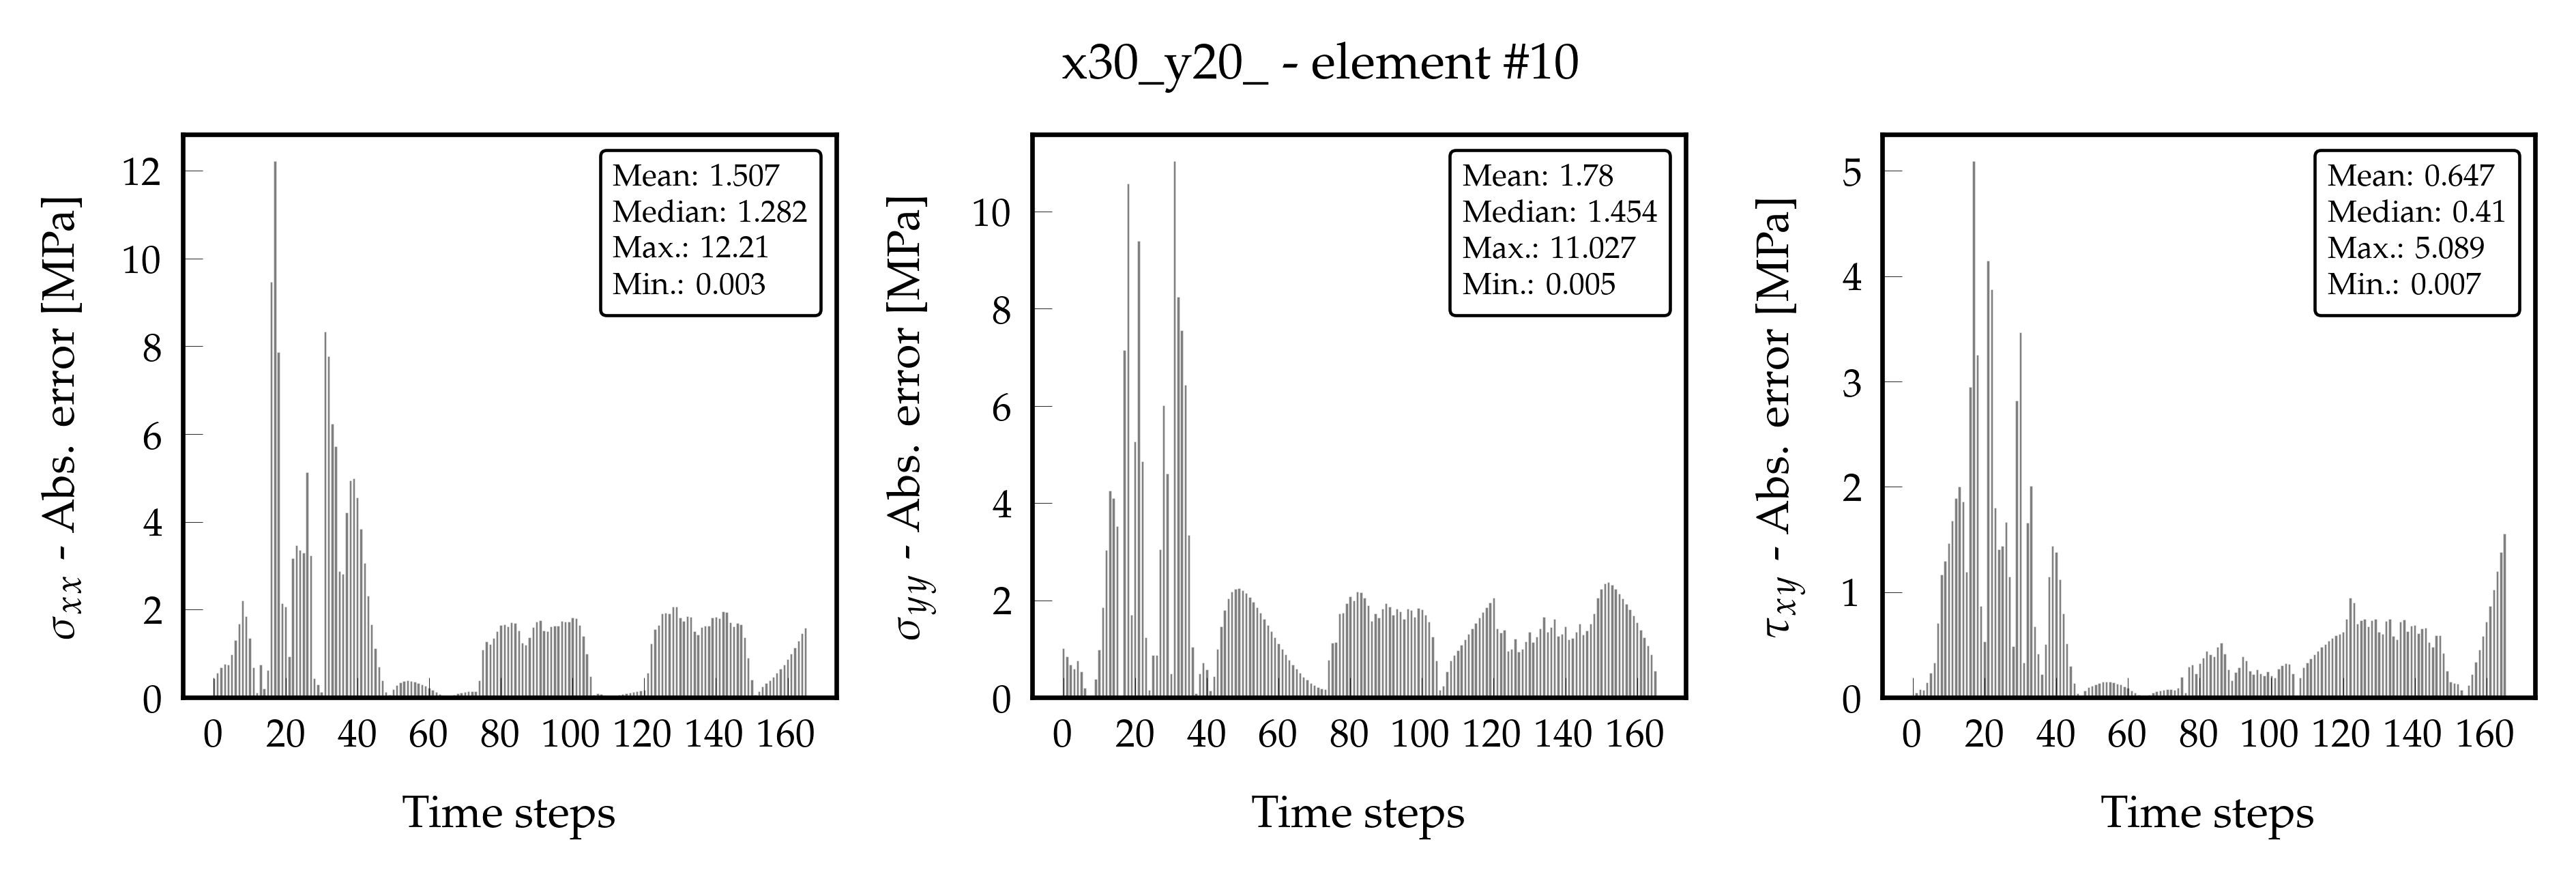 x30_y20_ - element #10
σxx - Abs. error [MPa]
12
10
8
6
4
2
0
Mean: 1.507
Median: 1.282
Max.: 12.21
Min.: 0.003
0 20 40 60 80 100 120 140 160
Time steps
σyy - Abs. error [MPa]
10
8
6
4
2
0
Mean: 1.78
Median: 1.454
Max.: 11.027
Min.: 0.005
0 20 40 60 80 100 120 140 160
Time steps
τxy - Abs. error [MPa]
5
4
3
2
1
0
Mean: 0.647
Median: 0.41
Max.: 5.089
Min.: 0.007
0 20 40 60 80 100 120 140 160
Time steps